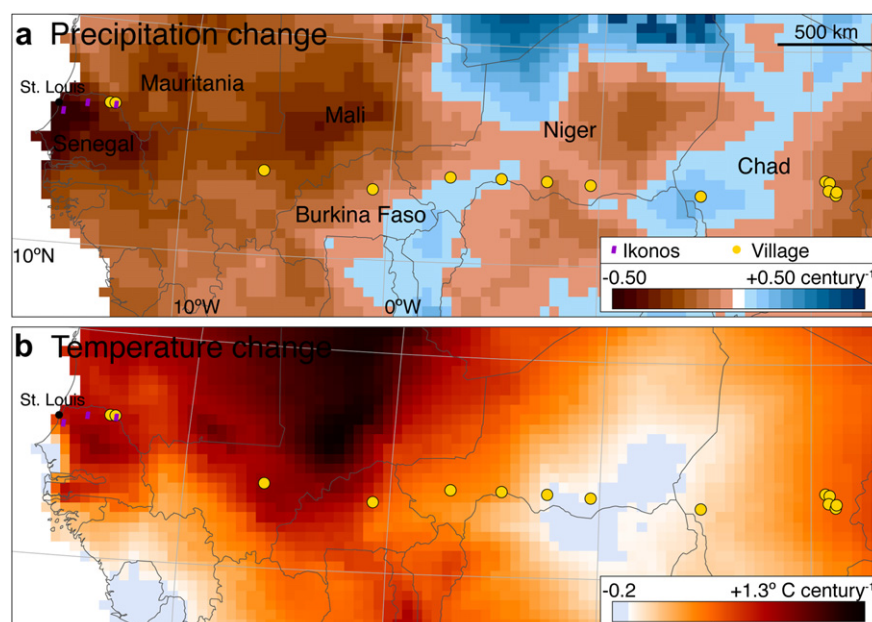 a Precipitation change
500 km
St. Louis
Mauritania
Mali
Niger
Senegal
Chad
Burkina Faso
10ºN
Ikonos
Village
-0.50 +0.50 century-1
10ºW
0ºW
b Temperature change
St. Louis
-0.2 +1.3º C century-1